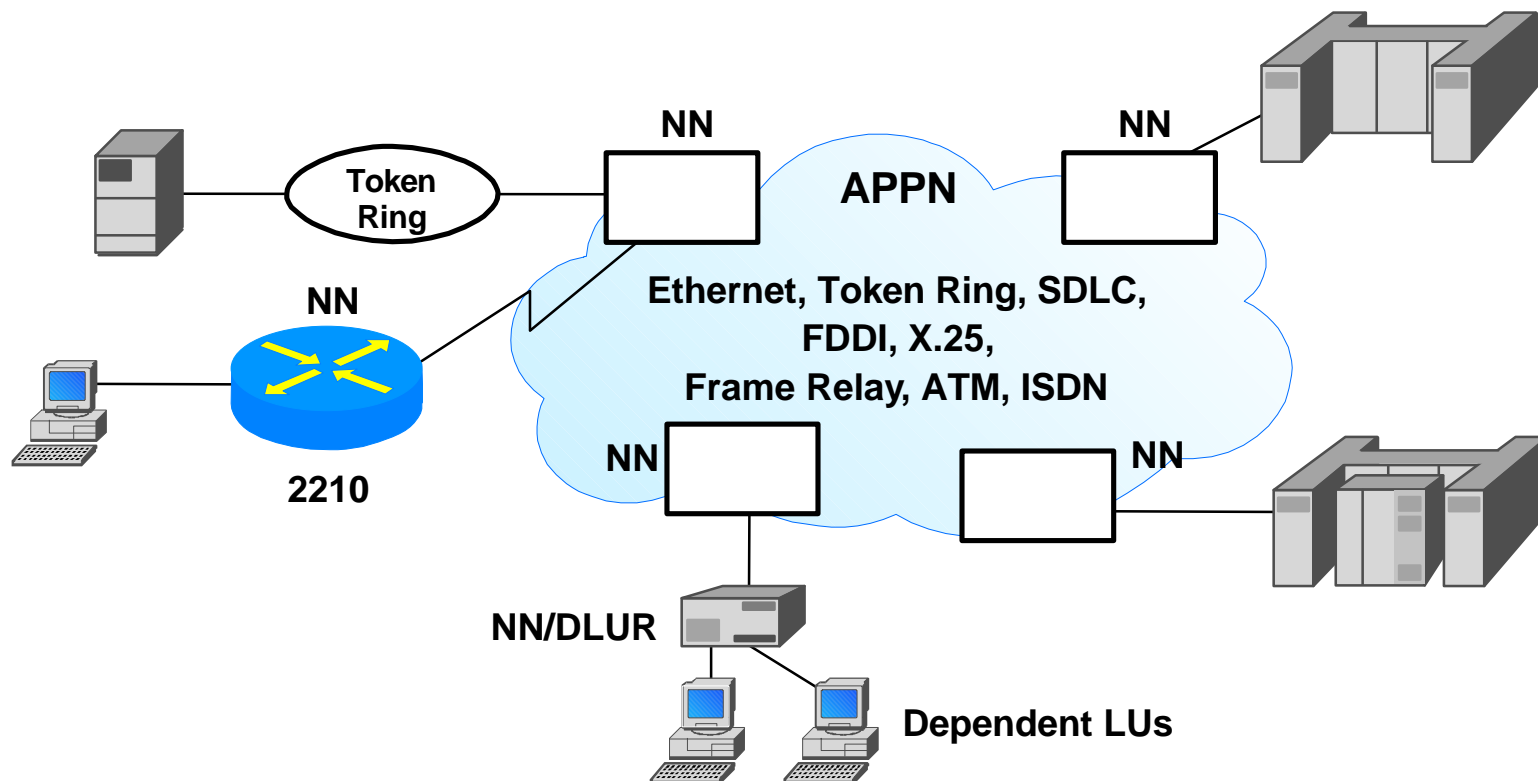 NN
NN
APPN
Token
Ring
Ethernet, Token Ring, SDLC,
FDDI, X.25,
Frame Relay, ATM, ISDN
NN
2210
NN
NN
NN/DLUR
Dependent LUs